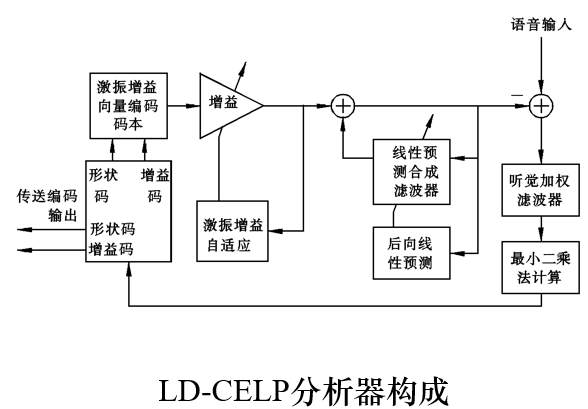 语音输入
激振增益
向量编码
码本
增益
形状
码
增益
码
传送编码
输出
形状码
增益码
激振增益
自适应
线性预
测合成
滤波器
后向线
性预测
听觉加权
滤波器
最小二乘
法计算
LD-CELP分析器构成